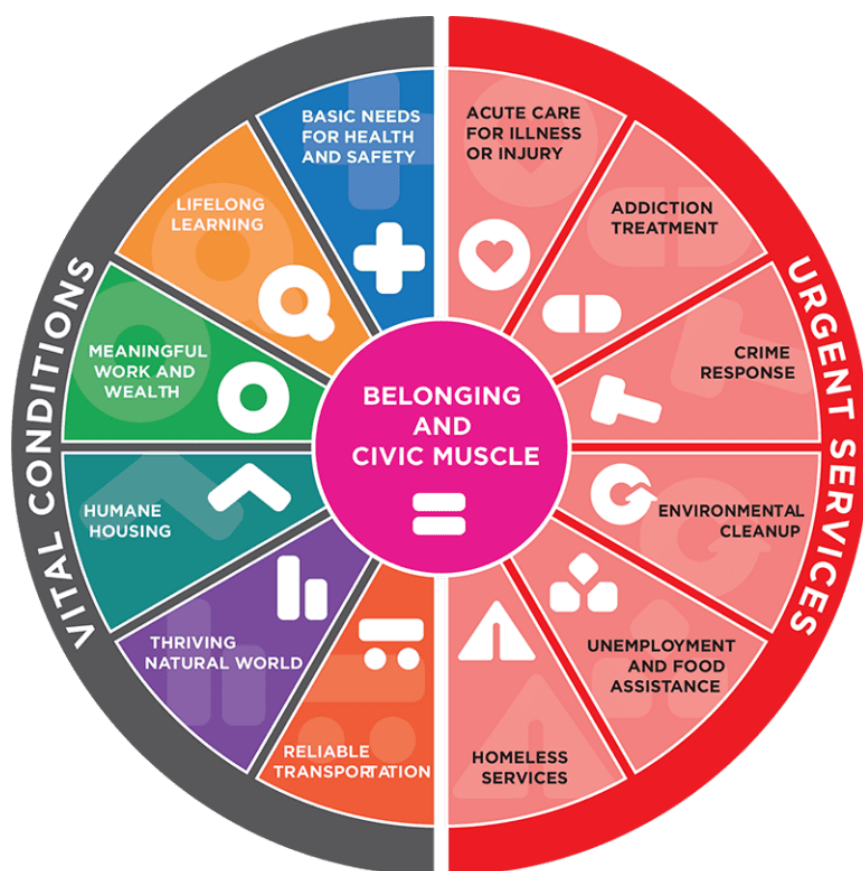 VITAL CONDITIONS
BASIC NEEDS
FOR HEALTH
AND SAFETY
LIFELONG
LEARNING
MEANINGFUL
WORK AND
WEALTH
HUMANE
HOUSING
THRIVING
NATURAL WORLD
RELIABLE
TRANSPORTATION
BELONGING
AND
CIVIC MUSCLE
URGENT SERVICES
ACUTE CARE
FOR ILLNESS
OR INJURY
ADDICTION
TREATMENT
CRIME
RESPONSE
ENVIRONMENTAL
CLEANUP
UNEMPLOYMENT
AND FOOD
ASSISTANCE
HOMELESS
SERVICES